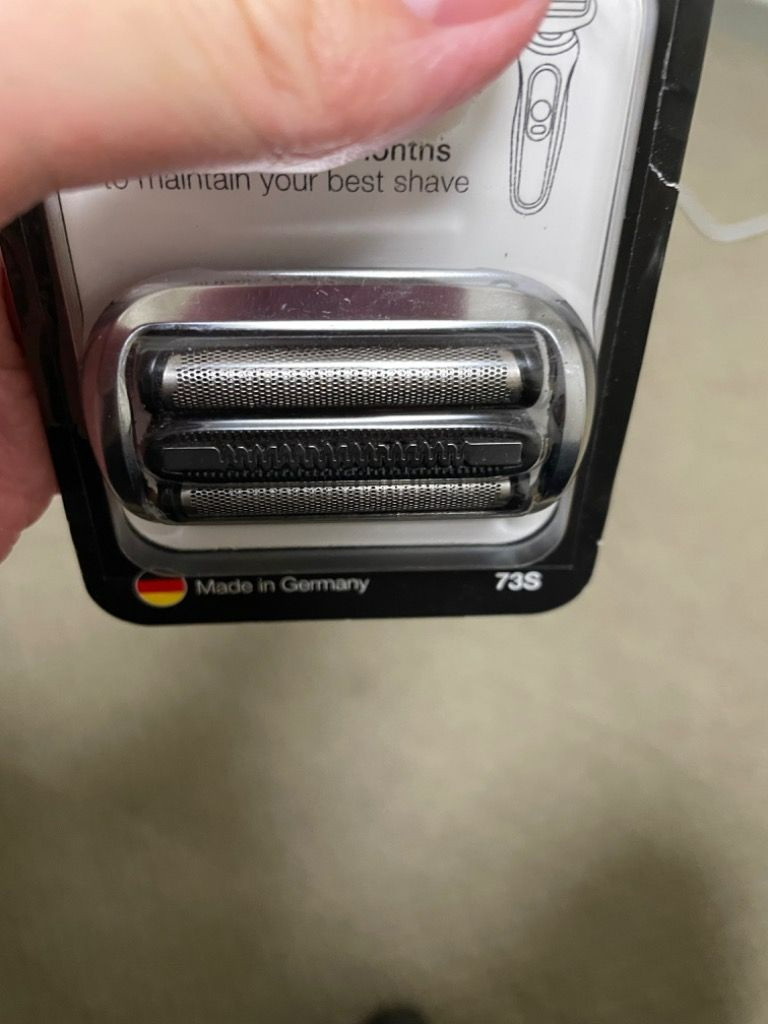 to maintain your best shave
Made in Germany
73S